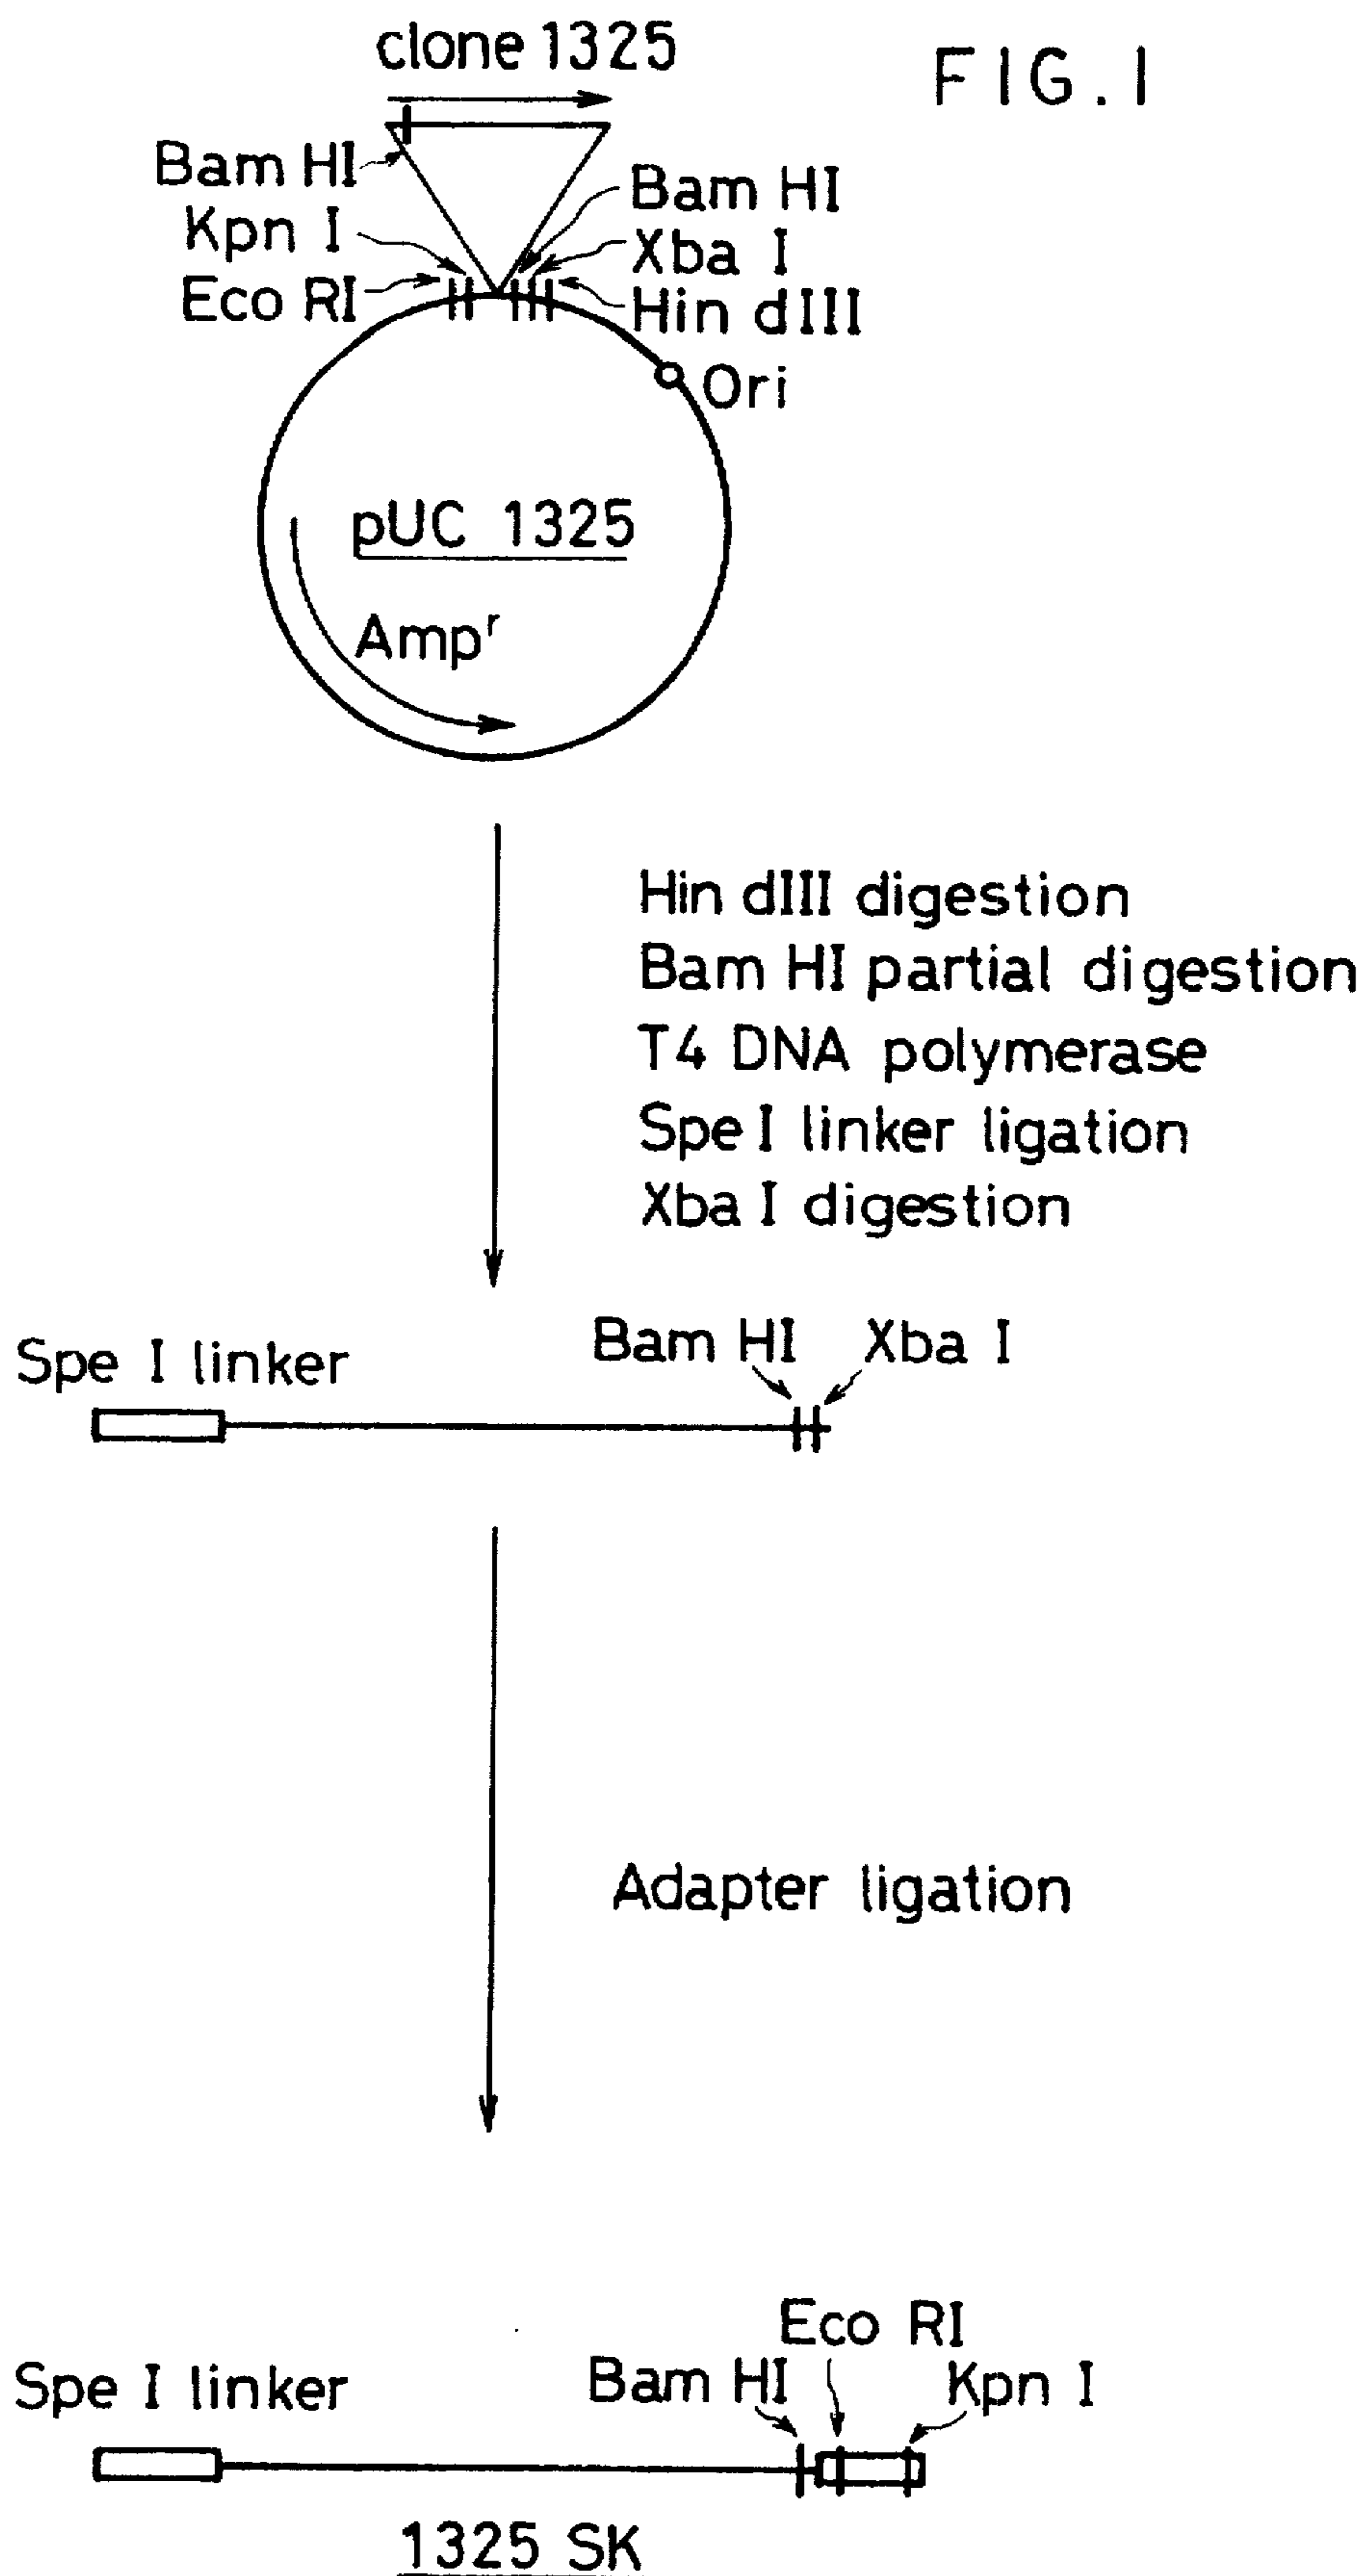 clone 1325
FIG. 1
Bam HI
Kpn I
Eco RI
Bam HI
Xba I
Hin dIII
Ori
pUC 1325
Ampʳ
Hin dIII digestion
Bam HI partial digestion
T4 DNA polymerase
Spe I linker ligation
Xba I digestion
Spe I linker
Bam HI
Xba I
Adapter ligation
Eco RI
Spe I linker
Bam HI
Kpn I
1325 SK